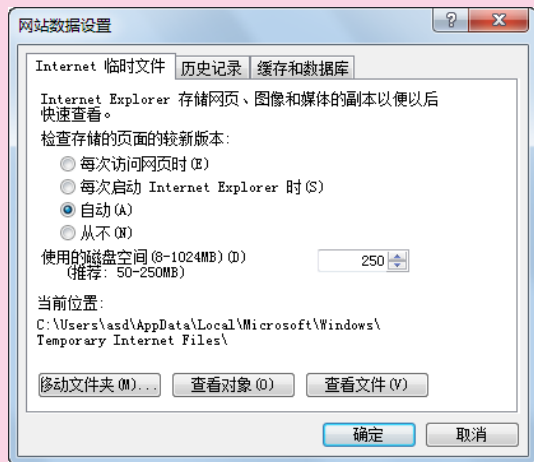 网站数据设置
Internet 临时文件 历史记录 缓存和数据库
Internet Explorer 存储网页、图像和媒体的副本以便以后
快速查看。
检查存储的页面的较新版本:
每次访问网页时(E)
每次启动 Internet Explorer 时(S)
自动(A)
从不(N)
使用的磁盘空间(8-1024MB)(D) 250
(推荐: 50-250MB)
当前位置:
C:\Users\asd\AppData\Local\Microsoft\Windows\
Temporary Internet Files\
移动文件夹(M)... 查看对象(O) 查看文件(V)
确定 取消